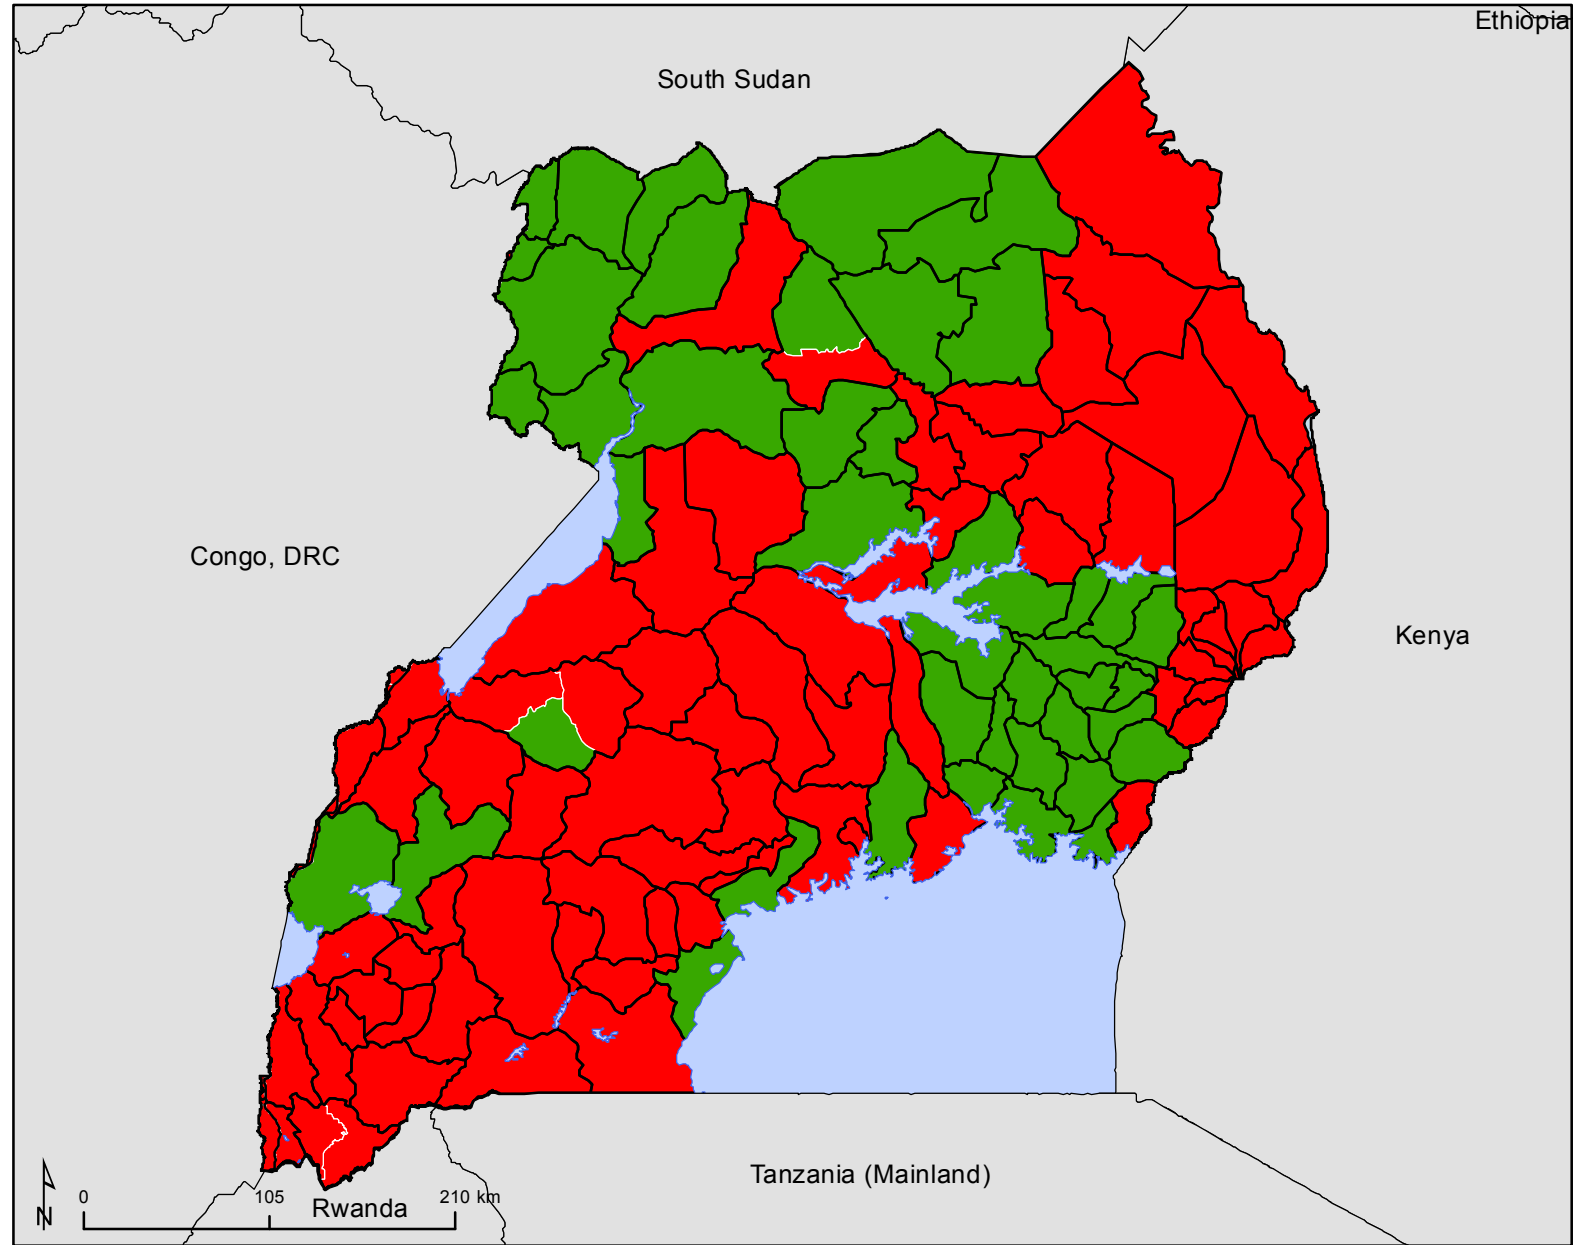 Ethiopia
South Sudan
Congo, DRC
Kenya
Tanzania (Mainland)
Rwanda
N
0 105 210 km